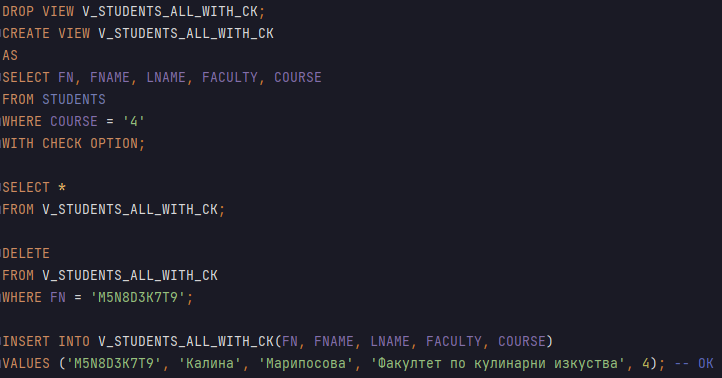 DROP VIEW V_STUDENTS_ALL_WITH_CK;
CREATE VIEW V_STUDENTS_ALL_WITH_CK
AS
SELECT FN, FNAME, LNAME, FACULTY, COURSE
FROM STUDENTS
WHERE COURSE = '4'
WITH CHECK OPTION;
SELECT *
FROM V_STUDENTS_ALL_WITH_CK;
DELETE
FROM V_STUDENTS_ALL_WITH_CK
WHERE FN = 'M5N8D3K7T9';
INSERT INTO V_STUDENTS_ALL_WITH_CK(FN, FNAME, LNAME, FACULTY, COURSE)
VALUES ('M5N8D3K7T9', 'Калина', 'Марипосова', 'Факултет по кулинарни изкуства', 4); -- OK